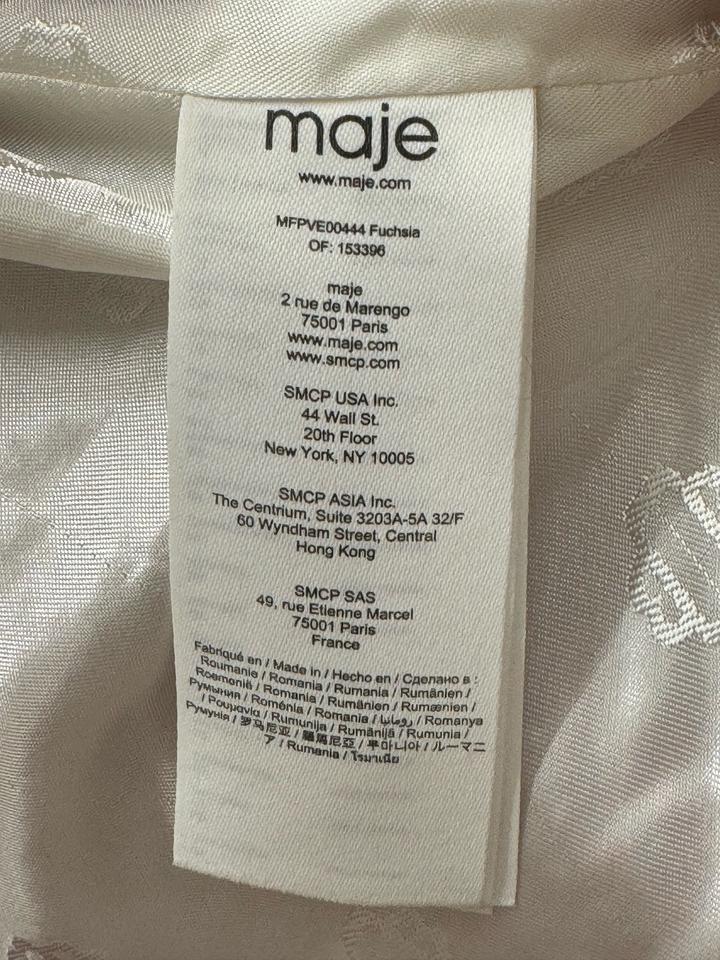 maje
www.maje.com
MFPVE00444 Fuchsia
OF: 153396
maje
2 rue de Marengo
75001 Paris
www.maje.com
www.smcp.com
SMCP USA Inc.
44 Wall St.
20th Floor
New York, NY 10005
SMCP ASIA Inc.
The Centrium, Suite 3203A-5A 32/F
60 Wyndham Street, Central
Hong Kong
SMCP SAS
49, rue Etienne Marcel
75001 Paris
France
Fabriqué en / Made in / Hecho en / Сделано в :
Roumanie / Romania / Rumania / Rumänien /
Roemenië / Romania / Rumänien / Rumænien /
Румыния / Roménia / Romania / رومانيا / Romanya
/ Ρουμανία / Rumunija / Rumānijā / Rumunia /
Румунія / 罗马尼亚 / 羅馬尼亞 / 루마니아 / ルーマニ
ア / Rumania / โรมาเนีย